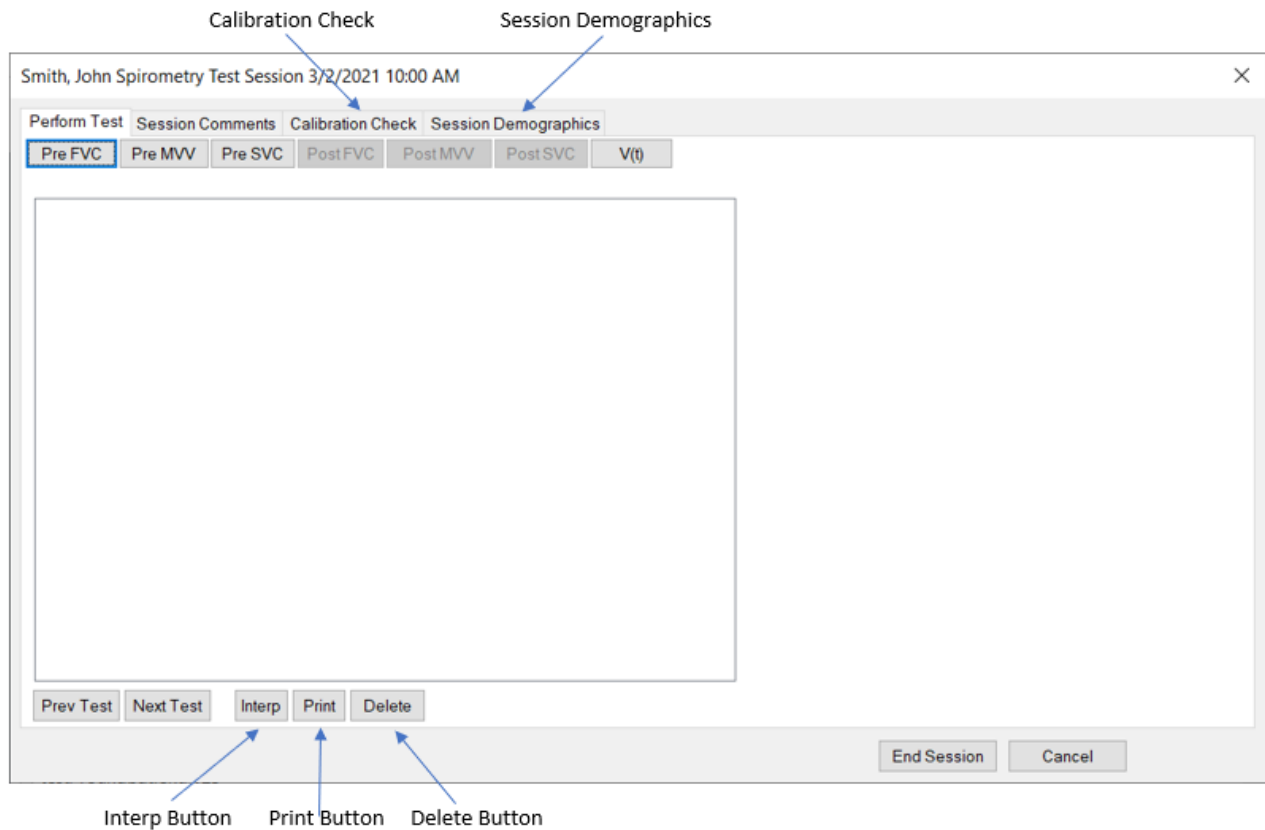 Calibration Check Session Demographics
Smith, John Spirometry Test Session 3/2/2021 10:00 AM
Perform Test Session Comments Calibration Check Session Demographics
Pre FVC Pre MVV Pre SVC Post FVC Post MVV Post SVC V(t)
Prev Test Next Test Interp Print Delete
End Session Cancel
Interp Button Print Button Delete Button